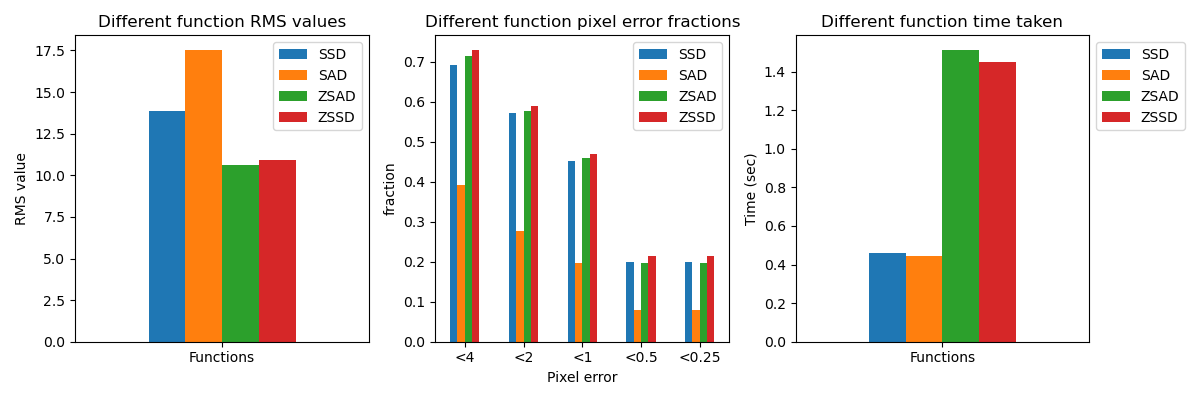 Different function RMS values
RMS value
17.5
15.0
12.5
10.0
7.5
5.0
2.5
0.0
Functions
SSD
SAD
ZSAD
ZSSD
Different function pixel error fractions
fraction
0.7
0.6
0.5
0.4
0.3
0.2
0.1
0.0
<4 <2 <1 <0.5 <0.25
Pixel error
SSD
SAD
ZSAD
ZSSD
Different function time taken
Time (sec)
1.4
1.2
1.0
0.8
0.6
0.4
0.2
0.0
Functions
SSD
SAD
ZSAD
ZSSD